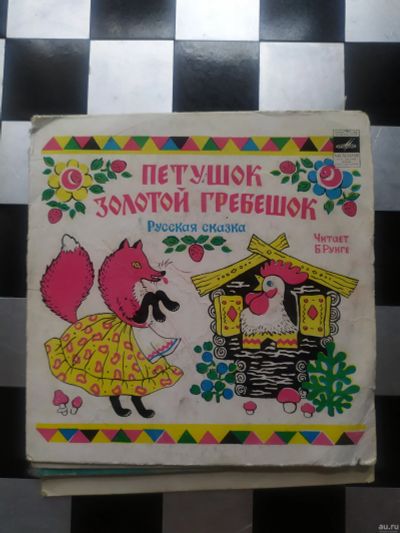 ПЕТУШОК
ЗОЛОТОЙ ГРЕБЕШОК
Русская сказка
Читает
Б. Рунге
au.ru